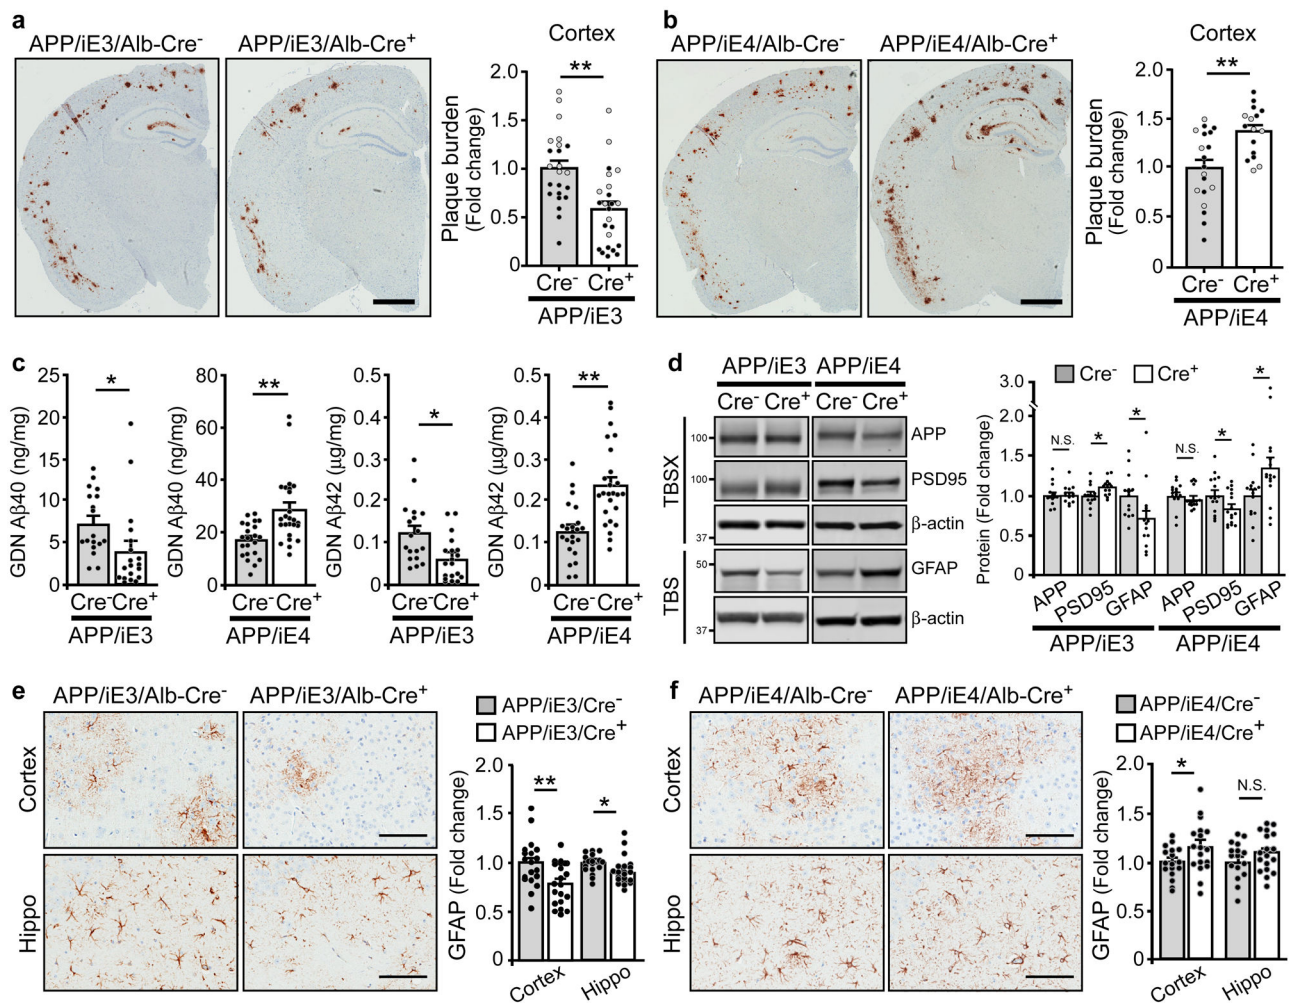 a
APP/iE3/Alb-Cre⁻ APP/iE3/Alb-Cre⁺
Cortex
Plaque burden
(Fold change)
2.0
1.5
1.0
0.5
0
**
Cre⁻ Cre⁺
APP/iE3
b
APP/iE4/Alb-Cre⁻ APP/iE4/Alb-Cre⁺
Cortex
Plaque burden
(Fold change)
2.0
1.5
1.0
0.5
0
**
Cre⁻ Cre⁺
APP/iE4
c
GDN Aβ40 (ng/mg)
25
20
15
10
5
0
*
Cre⁻Cre⁺
APP/iE3
GDN Aβ40 (ng/mg)
80
60
40
20
0
**
Cre⁻Cre⁺
APP/iE4
GDN Aβ42 (µg/mg)
0.5
0.4
0.3
0.2
0.1
0
*
Cre⁻Cre⁺
APP/iE3
GDN Aβ42 (µg/mg)
0.5
0.4
0.3
0.2
0.1
0
**
Cre⁻Cre⁺
APP/iE4
d
APP/iE3 APP/iE4
Cre⁻ Cre⁺ Cre⁻ Cre⁺
TBSX
100
APP
100
PSD95
37
β-actin
TBS
50
GFAP
37
β-actin
Cre⁻ Cre⁺
Protein (Fold change)
3.0
2.0
1.5
1.0
0.5
0
N.S. * * N.S. * *
APP PSD95 GFAP APP PSD95 GFAP
APP/iE3 APP/iE4
e
APP/iE3/Alb-Cre⁻ APP/iE3/Alb-Cre⁺
Cortex
Hippo
APP/iE3/Cre⁻
APP/iE3/Cre⁺
GFAP (Fold change)
2.0
1.5
1.0
0.5
0
** *
Cortex Hippo
f
APP/iE4/Alb-Cre⁻ APP/iE4/Alb-Cre⁺
Cortex
Hippo
APP/iE4/Cre⁻
APP/iE4/Cre⁺
GFAP (Fold change)
2.0
1.5
1.0
0.5
0
* N.S.
Cortex Hippo